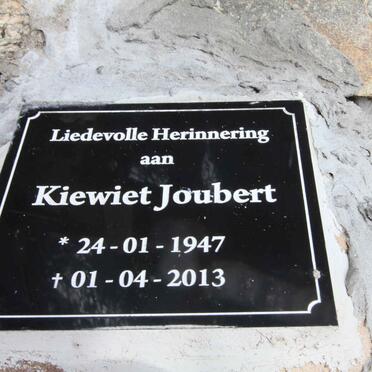 Liedevolle Herinnering
aan
Kiewiet Joubert
* 24 - 01 - 1947
† 01 - 04 - 2013